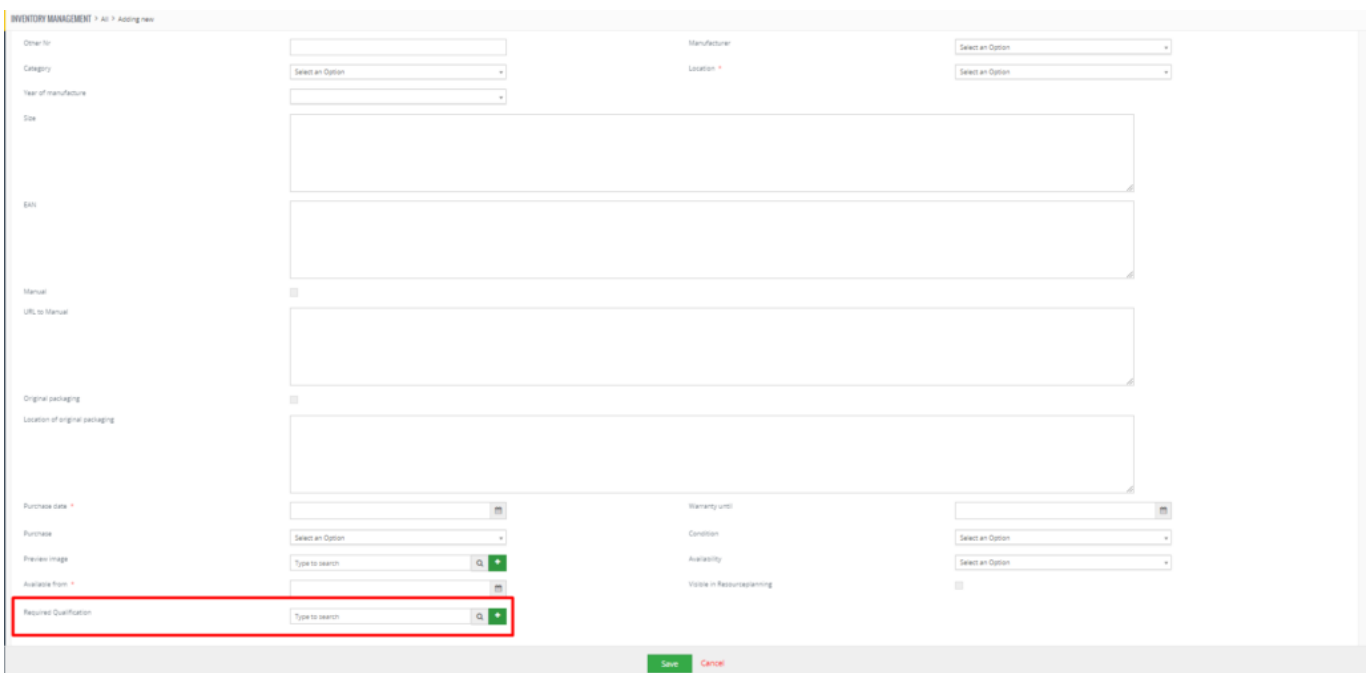 INVENTORY MANAGEMENT > All > Adding new
Other Nr
Manufacturer
Select an Option
Category
Select an Option
Location *
Select an Option
Year of manufacture
Size
EAN
Manual
URL to Manual
Original packaging
Location of original packaging
Purchase date *
Warranty until
Purchase
Select an Option
Condition
Select an Option
Preview image
Type to search
Availability
Select an Option
Available from *
Visible in Resourceplanning
Required Qualification
Type to search
Save
Cancel